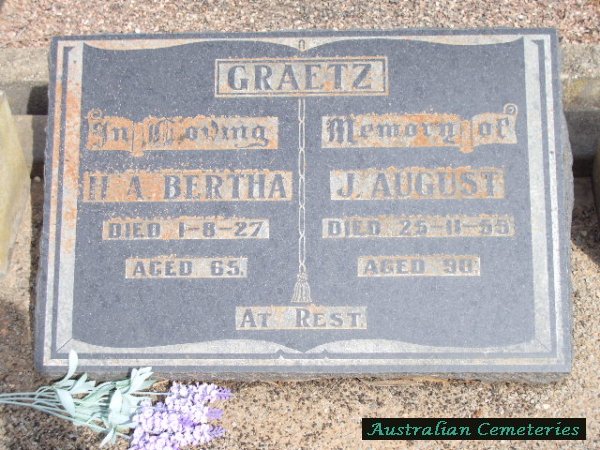 GRAETZ
In Loving Memory of
H. A. BERTHA
DIED 1-8-27
AGED 65.
J. AUGUST
DIED 25-11-55
AGED 90.
AT REST.
Australian Cemeteries